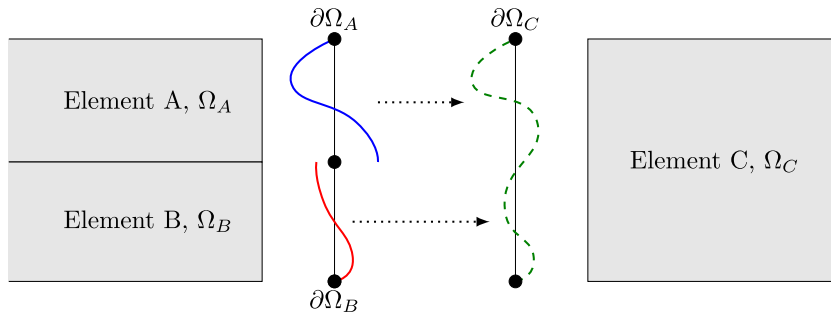 ∂Ω_A
∂Ω_C
Element A, Ω_A
Element C, Ω_C
Element B, Ω_B
∂Ω_B